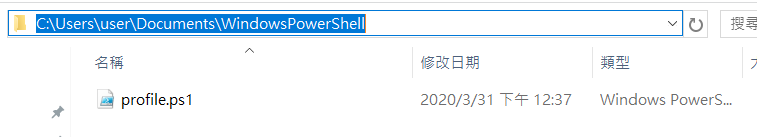 C:\Users\user\Documents\WindowsPowerShell
搜尋
名稱
修改日期
類型
profile.ps1
2020/3/31 下午 12:37
Windows PowerS...